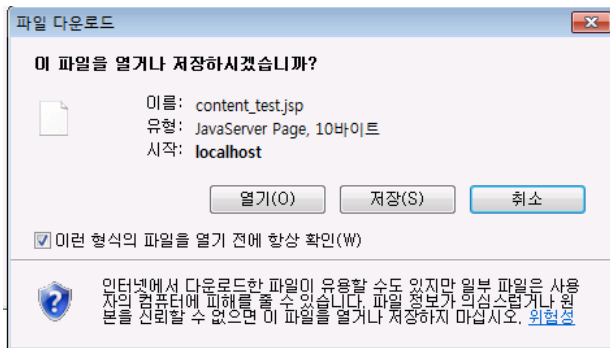 파일 다운로드
이 파일을 열거나 저장하시겠습니까?
이름: content_test.jsp
유형: JavaServer Page, 10바이트
시작: localhost
열기(O) 저장(S) 취소
이런 형식의 파일을 열기 전에 항상 확인(W)
인터넷에서 다운로드한 파일이 유용할 수도 있지만 일부 파일은 사용
자의 컴퓨터에 피해를 줄 수 있습니다. 파일 정보가 의심스럽거나 원
본을 신뢰할 수 없으면 이 파일을 열거나 저장하지 마십시오. 위험성